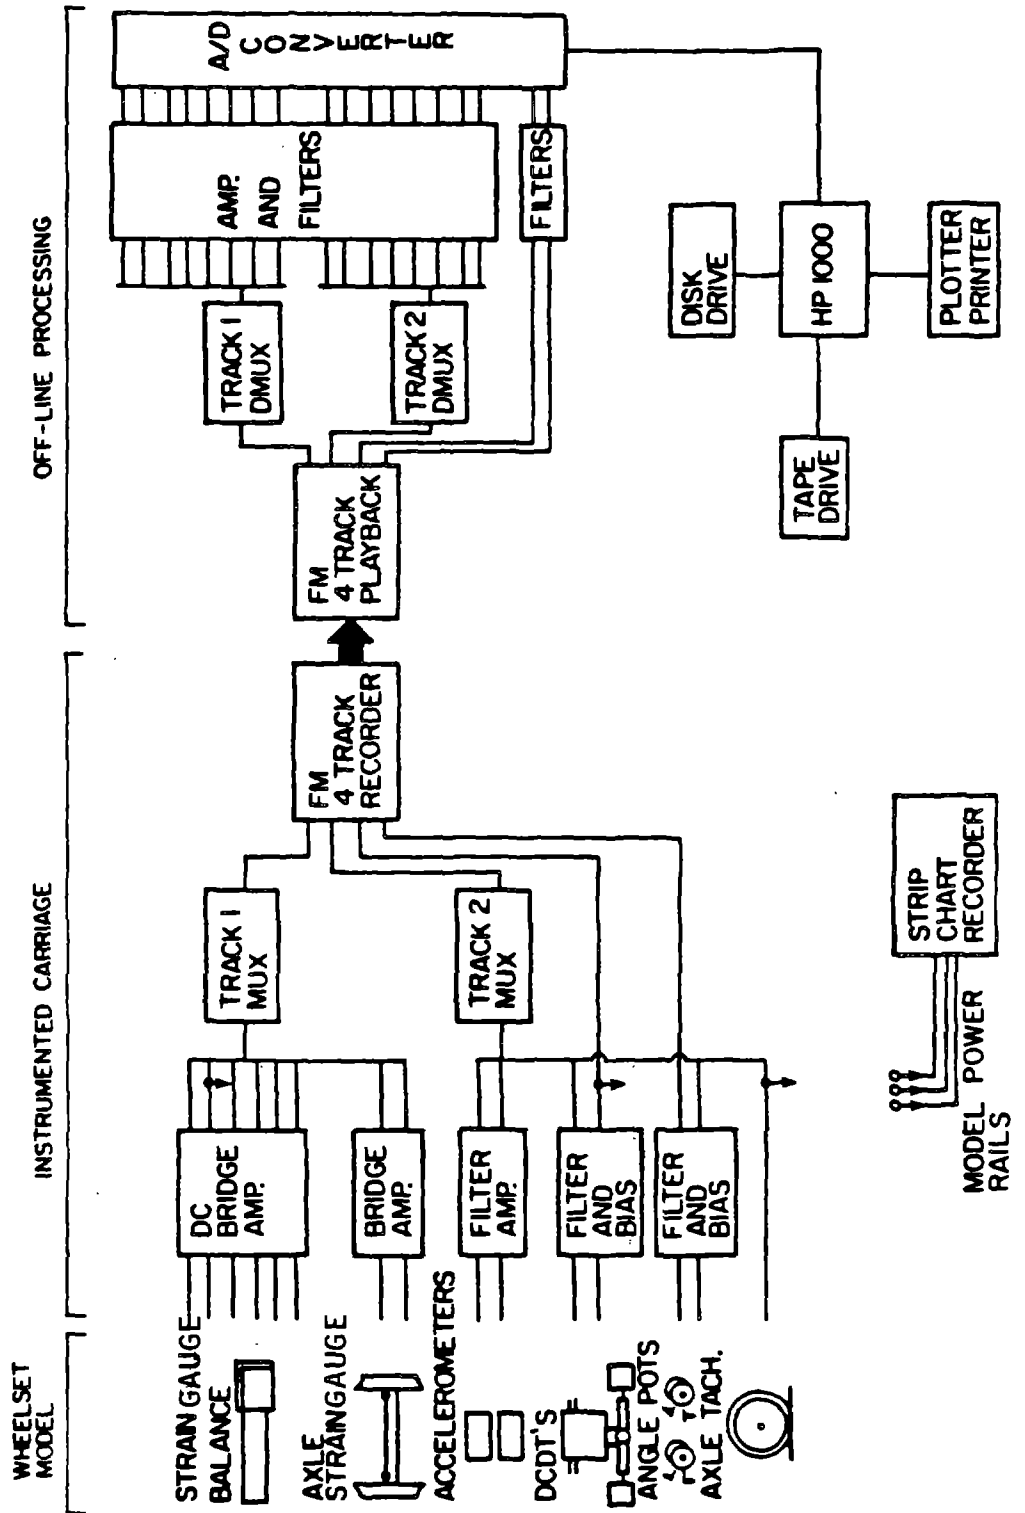 WHEELSET
MODEL
INSTRUMENTED CARRIAGE
OFF-LINE PROCESSING
STRAIN GAUGE
BALANCE
AXLE
STRAINGAUGE
ACCELEROMETERS
DCDT'S
ANGLE POTS
AXLE TACH.
DC
BRIDGE
AMP.
BRIDGE
AMP.
FILTER
AMP.
FILTER
AND
BIAS
FILTER
AND
BIAS
TRACK 1
MUX
TRACK 2
MUX
FM
4 TRACK
RECORDER
FM
4 TRACK
PLAYBACK
TRACK 1
DMUX
TRACK 2
DMUX
AMP.
AND
FILTERS
FILTERS
A/D
CONVERTER
MODEL POWER
RAILS
STRIP
CHART
RECORDER
TAPE
DRIVE
DISK
DRIVE
HP 1000
PLOTTER
PRINTER